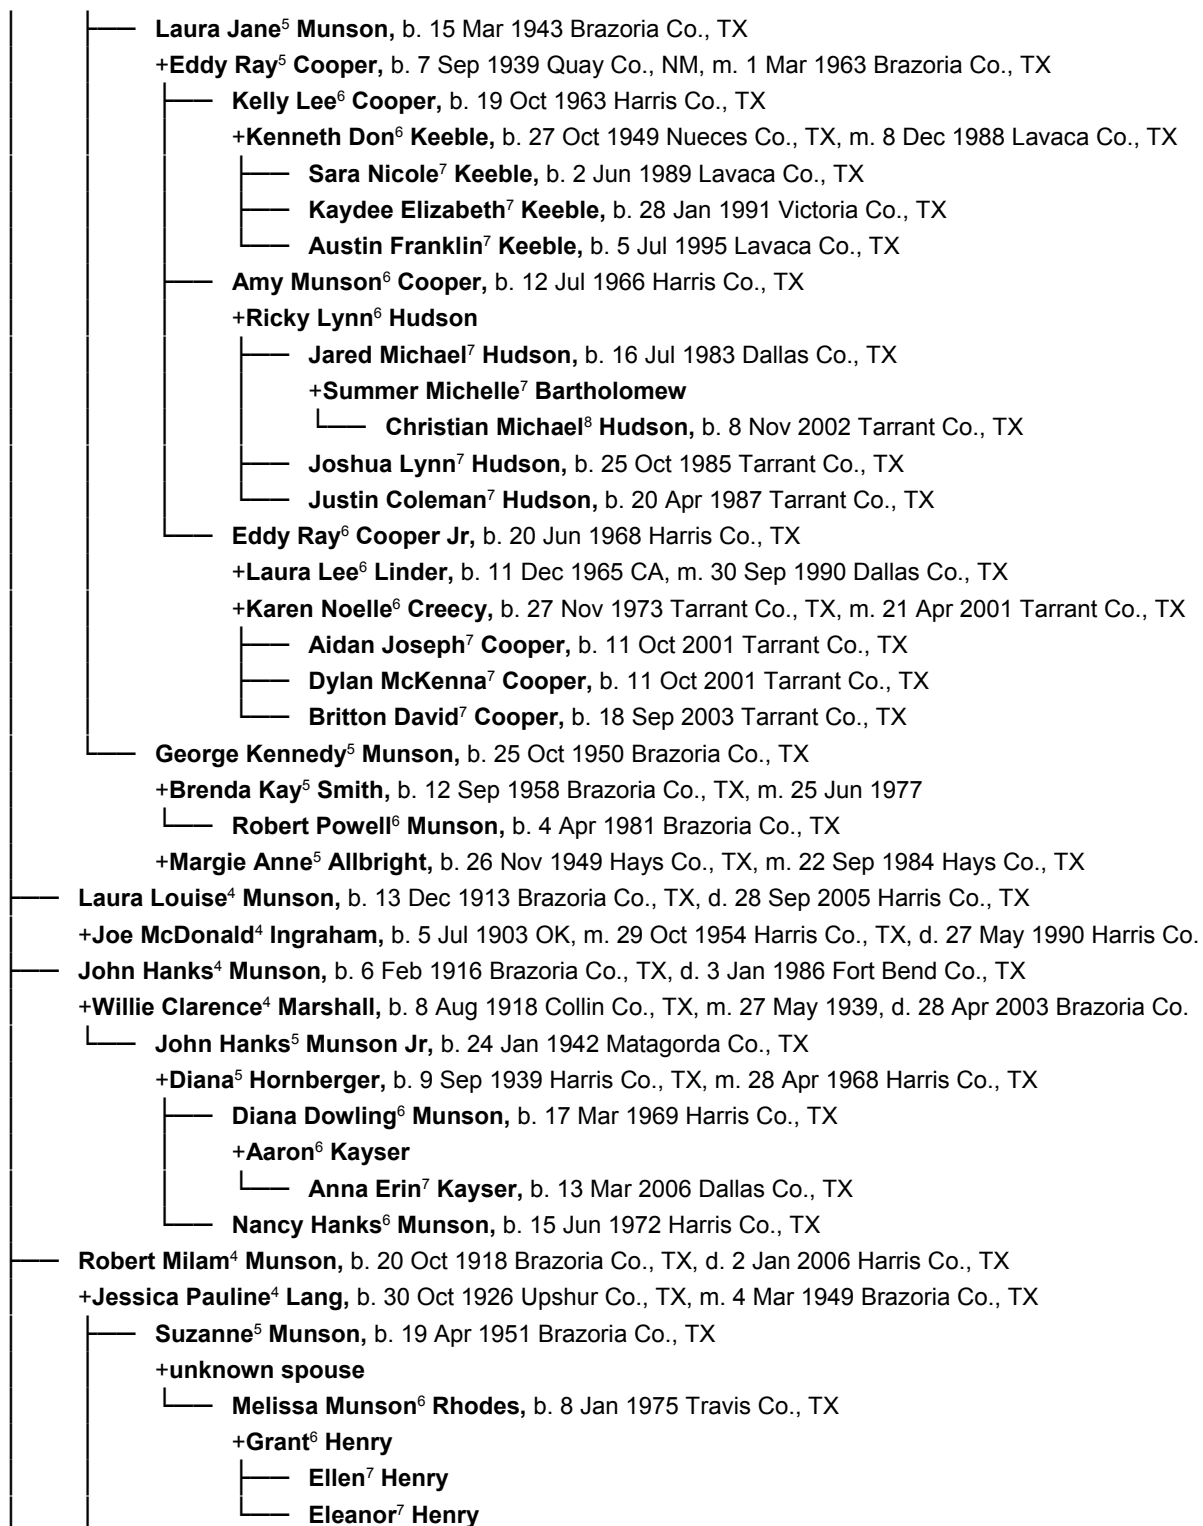 Laura Jane⁵ Munson, b. 15 Mar 1943 Brazoria Co., TX
+Eddy Ray⁵ Cooper, b. 7 Sep 1939 Quay Co., NM, m. 1 Mar 1963 Brazoria Co., TX
Kelly Lee⁶ Cooper, b. 19 Oct 1963 Harris Co., TX
+Kenneth Don⁶ Keeble, b. 27 Oct 1949 Nueces Co., TX, m. 8 Dec 1988 Lavaca Co., TX
Sara Nicole⁷ Keeble, b. 2 Jun 1989 Lavaca Co., TX
Kaydee Elizabeth⁷ Keeble, b. 28 Jan 1991 Victoria Co., TX
Austin Franklin⁷ Keeble, b. 5 Jul 1995 Lavaca Co., TX
Amy Munson⁶ Cooper, b. 12 Jul 1966 Harris Co., TX
+Ricky Lynn⁶ Hudson
Jared Michael⁷ Hudson, b. 16 Jul 1983 Dallas Co., TX
+Summer Michelle⁷ Bartholomew
Christian Michael⁸ Hudson, b. 8 Nov 2002 Tarrant Co., TX
Joshua Lynn⁷ Hudson, b. 25 Oct 1985 Tarrant Co., TX
Justin Coleman⁷ Hudson, b. 20 Apr 1987 Tarrant Co., TX
Eddy Ray⁶ Cooper Jr, b. 20 Jun 1968 Harris Co., TX
+Laura Lee⁶ Linder, b. 11 Dec 1965 CA, m. 30 Sep 1990 Dallas Co., TX
+Karen Noelle⁶ Creecy, b. 27 Nov 1973 Tarrant Co., TX, m. 21 Apr 2001 Tarrant Co., TX
Aidan Joseph⁷ Cooper, b. 11 Oct 2001 Tarrant Co., TX
Dylan McKenna⁷ Cooper, b. 11 Oct 2001 Tarrant Co., TX
Britton David⁷ Cooper, b. 18 Sep 2003 Tarrant Co., TX
George Kennedy⁵ Munson, b. 25 Oct 1950 Brazoria Co., TX
+Brenda Kay⁵ Smith, b. 12 Sep 1958 Brazoria Co., TX, m. 25 Jun 1977
Robert Powell⁶ Munson, b. 4 Apr 1981 Brazoria Co., TX
+Margie Anne⁵ Allbright, b. 26 Nov 1949 Hays Co., TX, m. 22 Sep 1984 Hays Co., TX
Laura Louise⁴ Munson, b. 13 Dec 1913 Brazoria Co., TX, d. 28 Sep 2005 Harris Co., TX
+Joe McDonald⁴ Ingraham, b. 5 Jul 1903 OK, m. 29 Oct 1954 Harris Co., TX, d. 27 May 1990 Harris Co.
John Hanks⁴ Munson, b. 6 Feb 1916 Brazoria Co., TX, d. 3 Jan 1986 Fort Bend Co., TX
+Willie Clarence⁴ Marshall, b. 8 Aug 1918 Collin Co., TX, m. 27 May 1939, d. 28 Apr 2003 Brazoria Co.
John Hanks⁵ Munson Jr, b. 24 Jan 1942 Matagorda Co., TX
+Diana⁵ Hornberger, b. 9 Sep 1939 Harris Co., TX, m. 28 Apr 1968 Harris Co., TX
Diana Dowling⁶ Munson, b. 17 Mar 1969 Harris Co., TX
+Aaron⁶ Kayser
Anna Erin⁷ Kayser, b. 13 Mar 2006 Dallas Co., TX
Nancy Hanks⁶ Munson, b. 15 Jun 1972 Harris Co., TX
Robert Milam⁴ Munson, b. 20 Oct 1918 Brazoria Co., TX, d. 2 Jan 2006 Harris Co., TX
+Jessica Pauline⁴ Lang, b. 30 Oct 1926 Upshur Co., TX, m. 4 Mar 1949 Brazoria Co., TX
Suzanne⁵ Munson, b. 19 Apr 1951 Brazoria Co., TX
+unknown spouse
Melissa Munson⁶ Rhodes, b. 8 Jan 1975 Travis Co., TX
+Grant⁶ Henry
Ellen⁷ Henry
Eleanor⁷ Henry